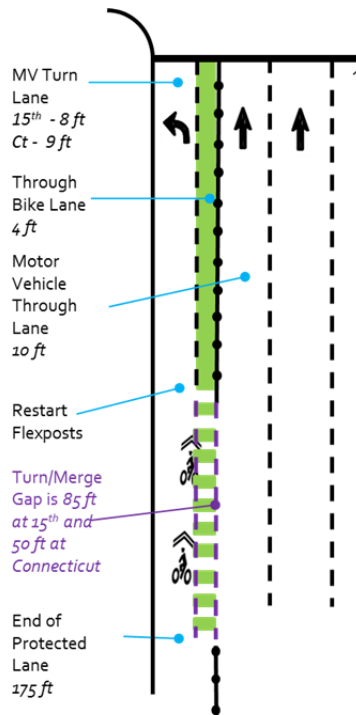 MV Turn
Lane
15th - 8 ft
Ct - 9 ft
Through
Bike Lane
4 ft
Motor
Vehicle
Through
Lane
10 ft
Restart
Flexposts
Turn/Merge
Gap is 85 ft
at 15th and
50 ft at
Connecticut
End of
Protected
Lane
175 ft